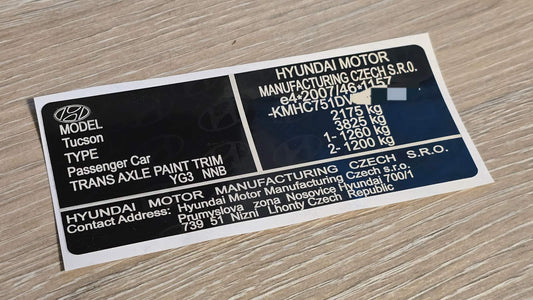 MODEL
Tucson
TYPE
Passenger Car
TRANS AXLE PAINT TRIM
YG3 NNB
HYUNDAI MOTOR
MANUFACTURING CZECH S.R.O.
e4*2007/46*1157
-KMHC751DV
2175 kg
3825 kg
1- 1260 kg
2- 1200 kg
HYUNDAI MOTOR MANUFACTURING CZECH S.R.O.
Contact Address: Hyundai Motor Manufacturing Czech s.r.o.
Prumyslova zona Nosovice Hyundai 700/1
739 51 Nizni Lhonty Czech Republic